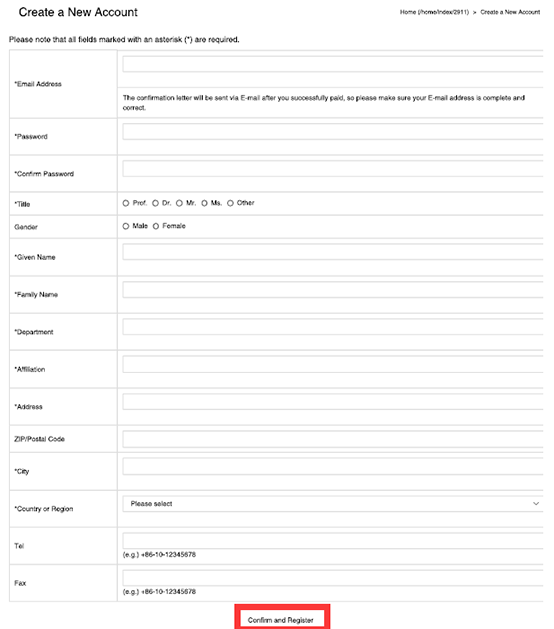 Create a New Account
Home (/home/index/2911) > Create a New Account
Please note that all fields marked with an asterisk (*) are required.
*Email Address
The confirmation letter will be sent via E-mail after you successfully paid, so please make sure your E-mail address is complete and
correct.
*Password
*Confirm Password
*Title
Prof. Dr. Mr. Ms. Other
Gender
Male Female
*Given Name
*Family Name
*Department
*Affiliation
*Address
ZIP/Postal Code
*City
*Country or Region
Please select
Tel
(e.g.) +86-10-12345678
Fax
(e.g.) +86-10-12345678
Confirm and Register